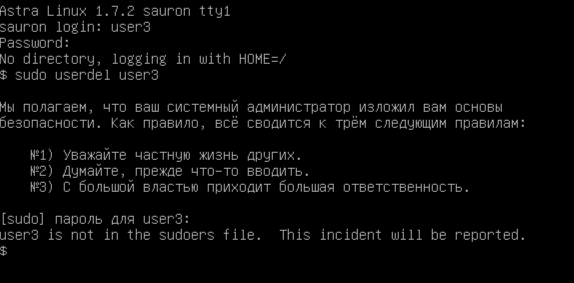 Astra Linux 1.7.2 sauron tty1
sauron login: user3
Password:
No directory, logging in with HOME=/
$ sudo userdel user3
Мы полагаем, что ваш системный администратор изложил вам основы
безопасности. Как правило, всё сводится к трём следующим правилам:
№1) Уважайте частную жизнь других.
№2) Думайте, прежде что-то вводить.
№3) С большой властью приходит большая ответственность.
[sudo] пароль для user3:
user3 is not in the sudoers file.  This incident will be reported.
$